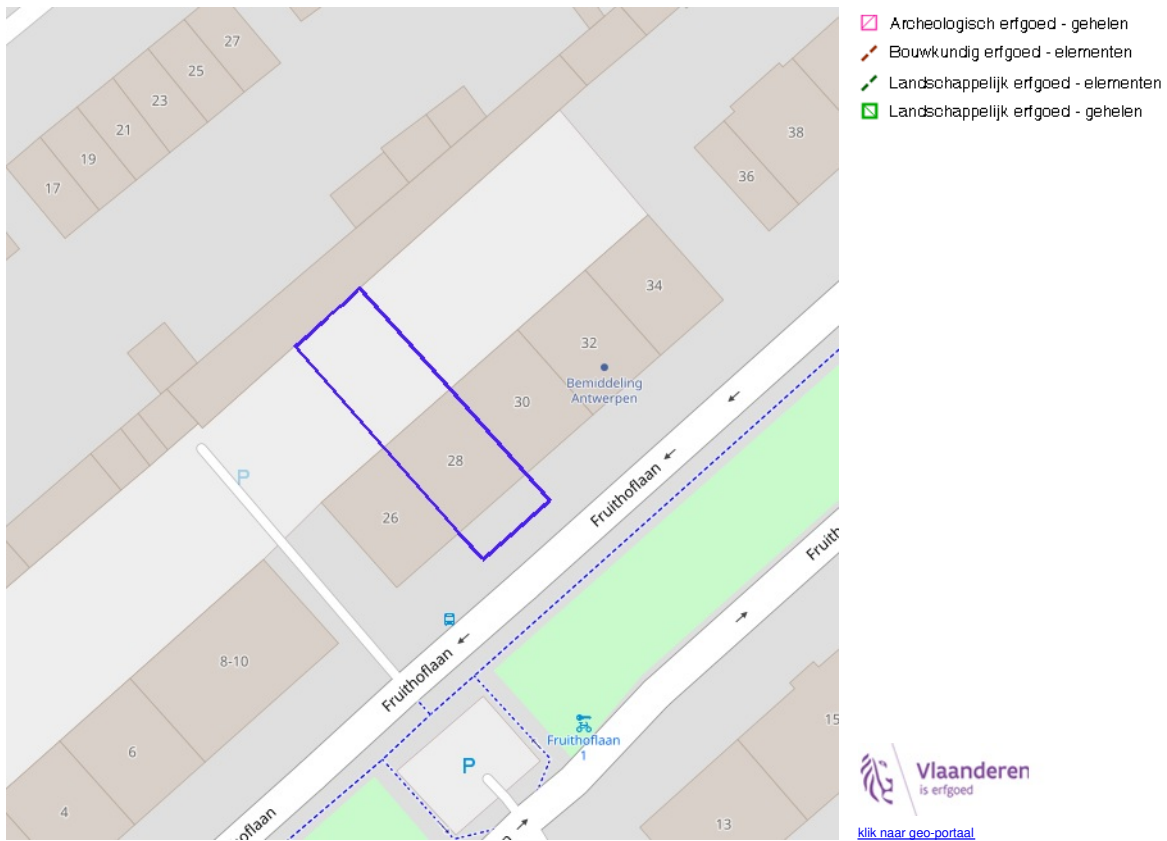 27
25
23
21
19
17
38
36
34
32
Bemiddeling
Antwerpen
30
28
26
P
Fruithoflaan
Fruith
8-10
Fruithoflaan
6
4
Fruithoflaan
1
P
15
13
oflaan
n
Archeologisch erfgoed - gehelen
Bouwkundig erfgoed - elementen
Landschappelijk erfgoed - elementen
Landschappelijk erfgoed - gehelen
Vlaanderen
is erfgoed
klik naar geo-portaal